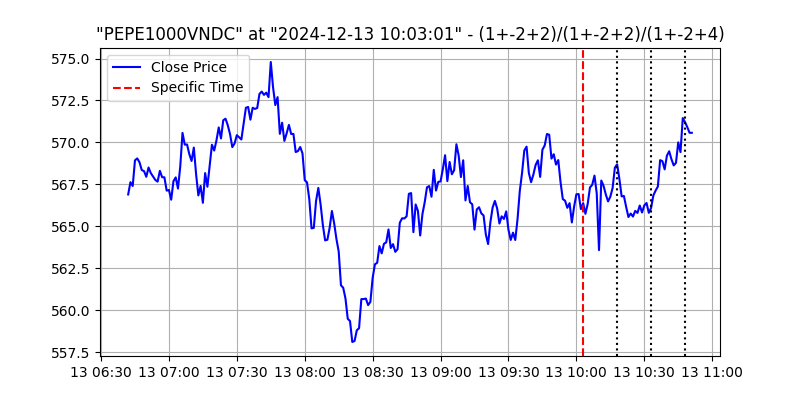 "PEPE1000VNDC" at "2024-12-13 10:03:01" - (1+-2+2)/(1+-2+2)/(1+-2+4)
575.0
572.5
570.0
567.5
565.0
562.5
560.0
557.5
Close Price
Specific Time
13 06:30 13 07:00 13 07:30 13 08:00 13 08:30 13 09:00 13 09:30 13 10:00 13 10:30 13 11:00